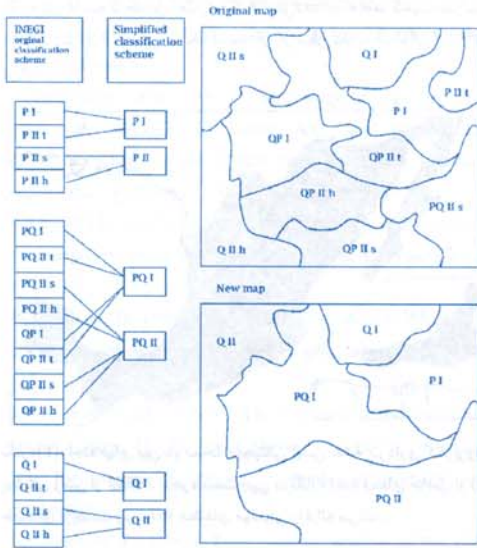 INEGI
orginal
classification
scheme
Simplified
classification
scheme
P I
P II t
P II s
P II h
P I
P II
PQ I
PQ II t
PQ II s
PQ II h
QP I
QP II t
QP II s
QP II h
PQ I
PQ II
Q I
Q II t
Q II s
Q II h
Q I
Q II
Original map
Q II s
Q I
P II t
P I
QP I
QP II t
QP II h
PQ II s
Q II h
QP II s
New map
Q II
Q I
P I
PQ I
PQ II